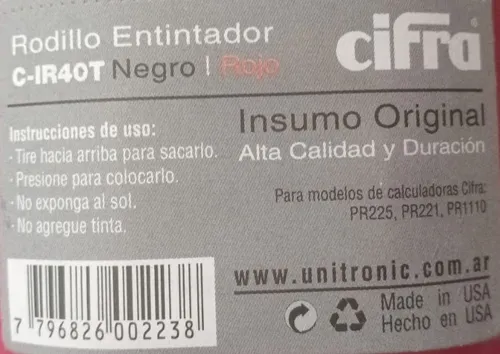 Rodillo Entintador
C-IR40T Negro | Rojo
cifra
Instrucciones de uso:
· Tire hacia arriba para sacarlo.
· Presione para colocarlo.
· No exponga al sol.
· No agregue tinta.
Insumo Original
Alta Calidad y Duración
Para modelos de calculadoras Cifra:
PR225, PR221, PR1110
7 796826 002238
www.unitronic.com.ar
Made in USA
Hecho en USA